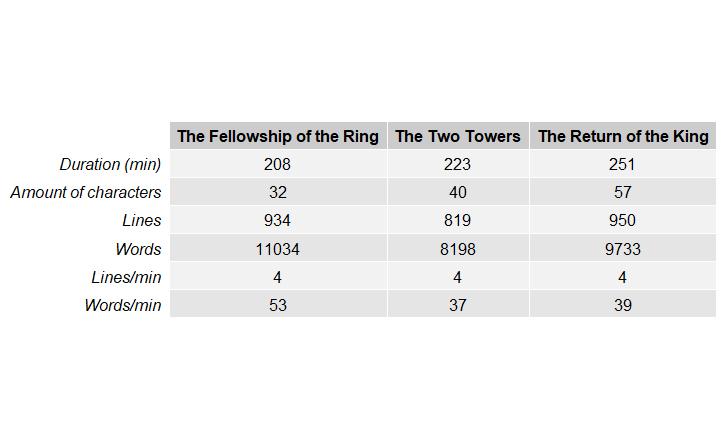 The Fellowship of the Ring The Two Towers The Return of the King
Duration (min) 208 223 251
Amount of characters 32 40 57
Lines 934 819 950
Words 11034 8198 9733
Lines/min 4 4 4
Words/min 53 37 39